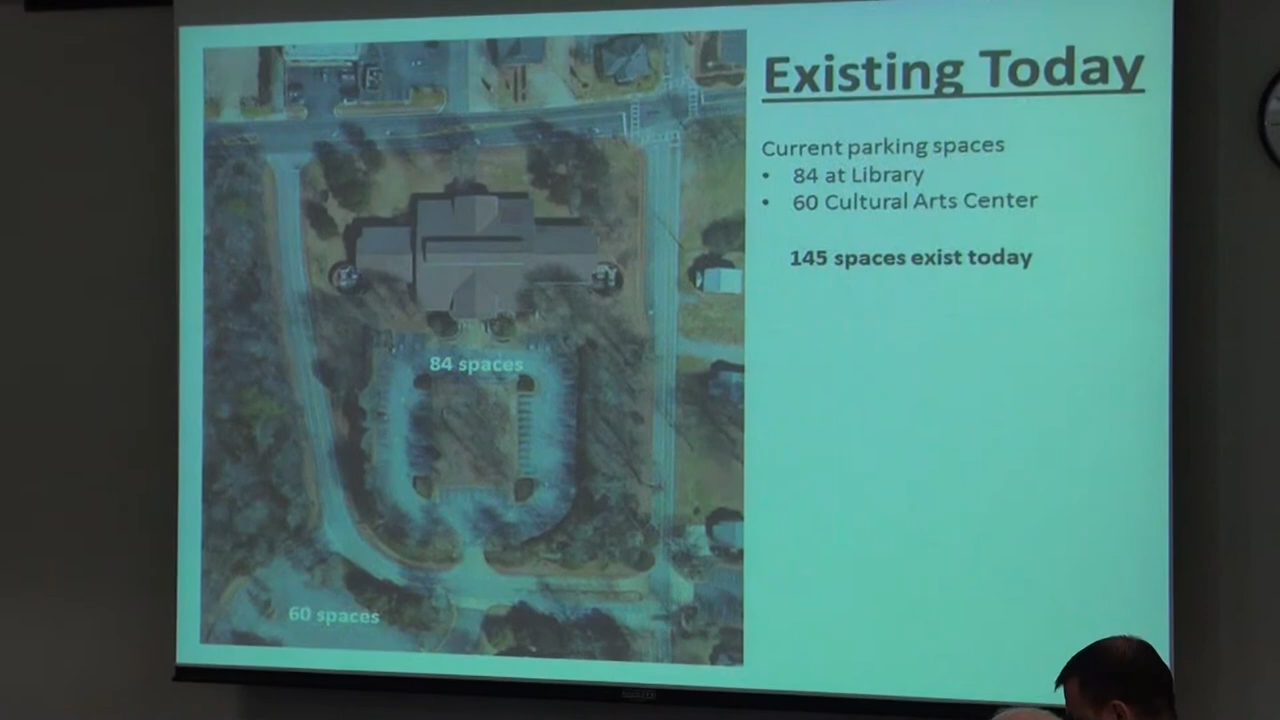 Existing Today
Current parking spaces
• 84 at Library
• 60 Cultural Arts Center
145 spaces exist today
84 spaces
60 spaces